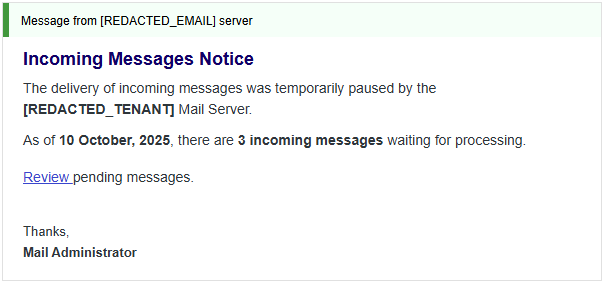 Message from [REDACTED_EMAIL] server
Incoming Messages Notice
The delivery of incoming messages was temporarily paused by the
[REDACTED_TENANT] Mail Server.
As of 10 October, 2025, there are 3 incoming messages waiting for processing.
Review pending messages.
Thanks,
Mail Administrator